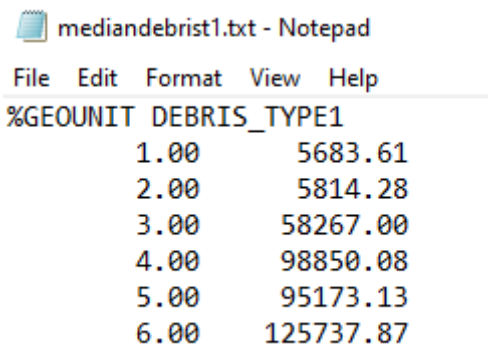 mediandebrist1.txt - Notepad
File Edit Format View Help
%GEOUNIT DEBRIS_TYPE1
1.00 5683.61
2.00 5814.28
3.00 58267.00
4.00 98850.08
5.00 95173.13
6.00 125737.87